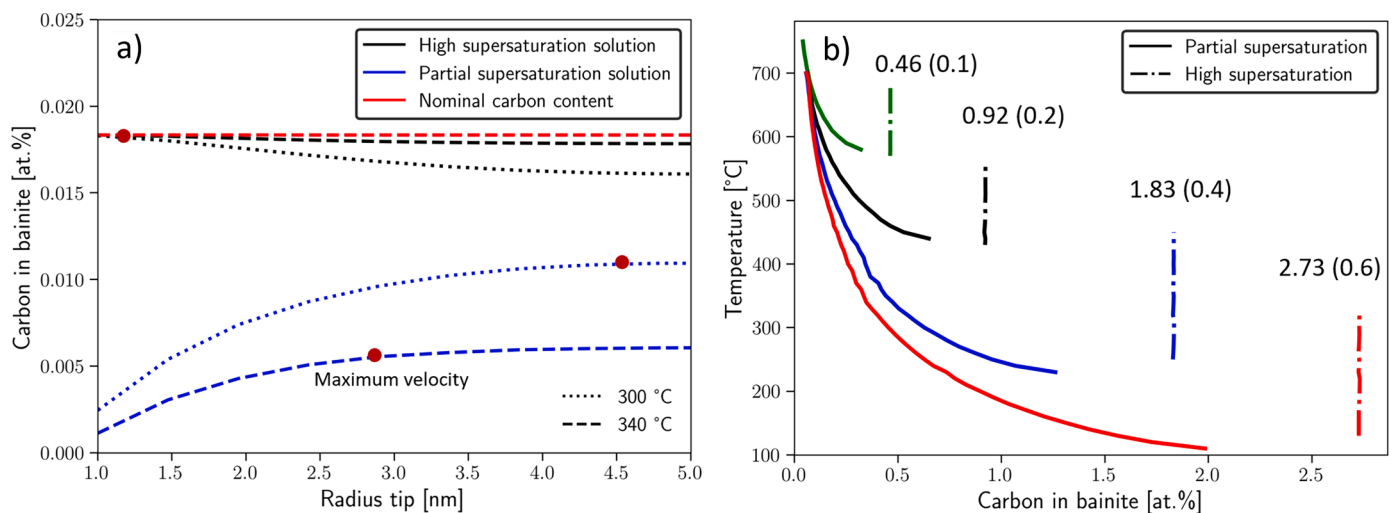 a)
High supersaturation solution
Partial supersaturation solution
Nominal carbon content
Carbon in bainite [at.%]
0.025
0.020
0.015
0.010
0.005
0.000
Maximum velocity
300 °C
340 °C
1.0 1.5 2.0 2.5 3.0 3.5 4.0 4.5 5.0
Radius tip [nm]
b)
Partial supersaturation
High supersaturation
0.46 (0.1)
0.92 (0.2)
1.83 (0.4)
2.73 (0.6)
Temperature [°C]
700
600
500
400
300
200
100
0.0 0.5 1.0 1.5 2.0 2.5
Carbon in bainite [at.%]